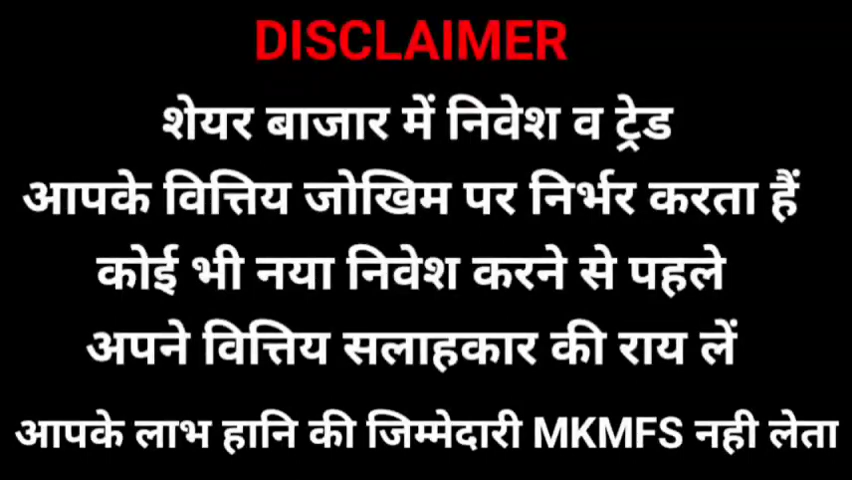 DISCLAIMER
शेयर बाजार में निवेश व ट्रेड
आपके वित्तिय जोखिम पर निर्भर करता हैं
कोई भी नया निवेश करने से पहले
अपने वित्तिय सलाहकार की राय लें
आपके लाभ हानि की जिम्मेदारी MKMFS नही लेता